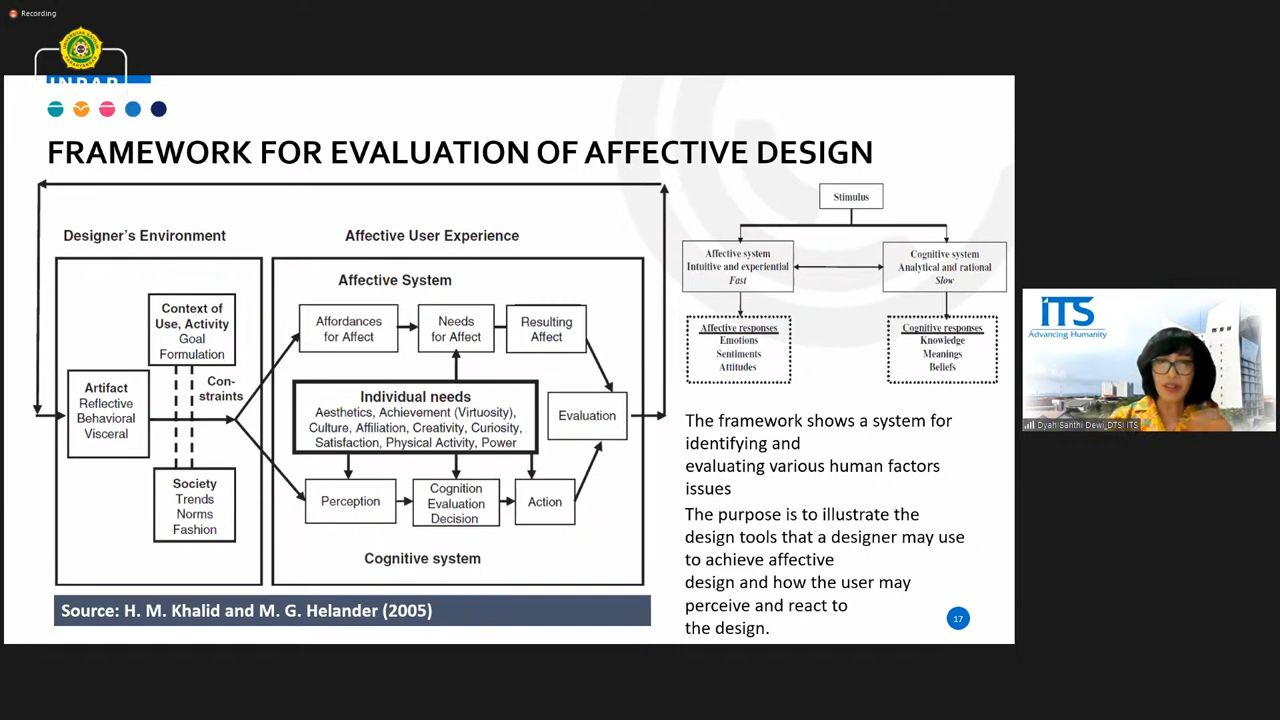 Recording
UNPAR
FRAMEWORK FOR EVALUATION OF AFFECTIVE DESIGN
Designer's Environment
Affective User Experience
Affective System
Context of
Use, Activity
Goal
Formulation
Artifact
Reflective
Behavioral
Visceral
Con-
straints
Society
Trends
Norms
Fashion
Affordances
for Affect
Needs
for Affect
Resulting
Affect
Individual needs
Aesthetics, Achievement (Virtuosity),
Culture, Affiliation, Creativity, Curiosity,
Satisfaction, Physical Activity, Power
Evaluation
Perception
Cognition
Evaluation
Decision
Action
Cognitive system
Source: H. M. Khalid and M. G. Helander (2005)
Stimulus
Affective system
Intuitive and experiential
Fast
Cognitive system
Analytical and rational
Slow
Affective responses
Emotions
Sentiments
Attitudes
Cognitive responses
Knowledge
Meanings
Beliefs
The framework shows a system for
identifying and
evaluating various human factors
issues
The purpose is to illustrate the
design tools that a designer may use
to achieve affective
design and how the user may
perceive and react to
the design.
17
ITS
Advancing Humanity
Dyah Santhi Dewi_DTSI ITS